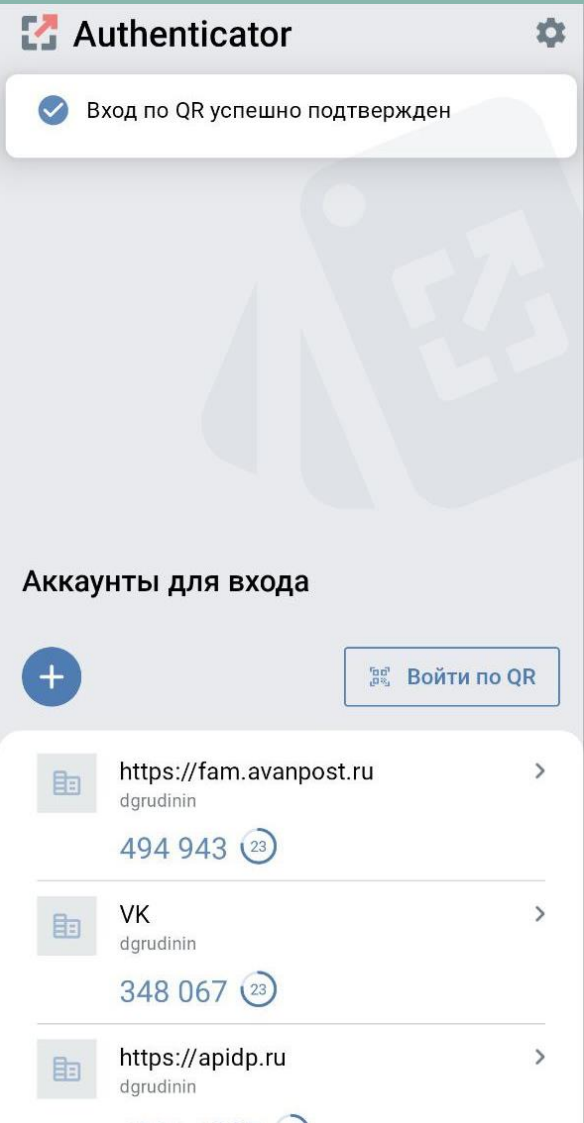 Authenticator
Вход по QR успешно подтвержден
Аккаунты для входа
Войти по QR
https://fam.avanpost.ru
dgrudinin
494 943 23
VK
dgrudinin
348 067 23
https://apidp.ru
dgrudinin